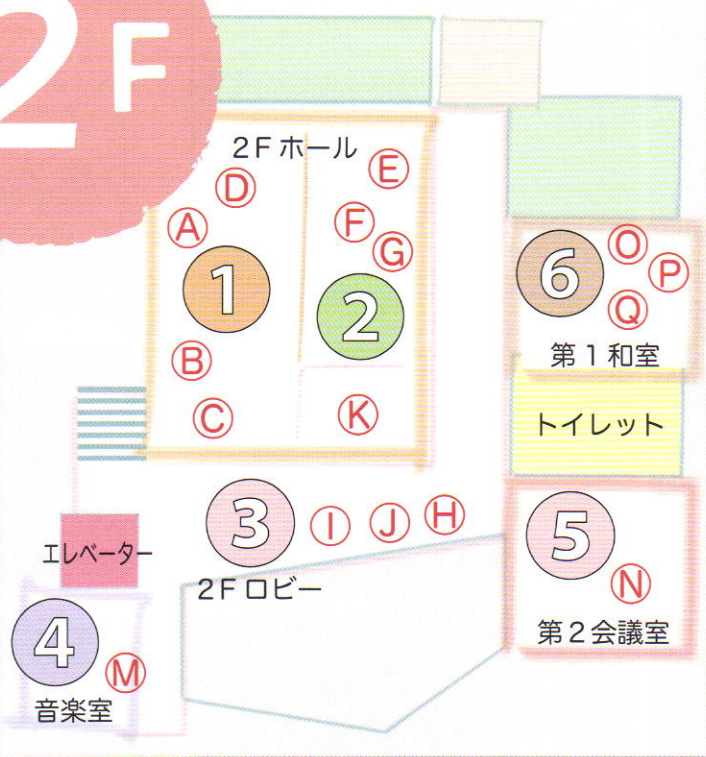 2F
2Fホール
Ⓓ
Ⓔ
Ⓐ
Ⓕ
Ⓖ
①
②
Ⓑ
Ⓒ
Ⓚ
⑥
Ⓞ
Ⓟ
Ⓠ
第1和室
トイレット
③
Ⓘ
Ⓙ
Ⓗ
2Fロビー
エレベーター
⑤
Ⓝ
第2会議室
④
Ⓜ
音楽室